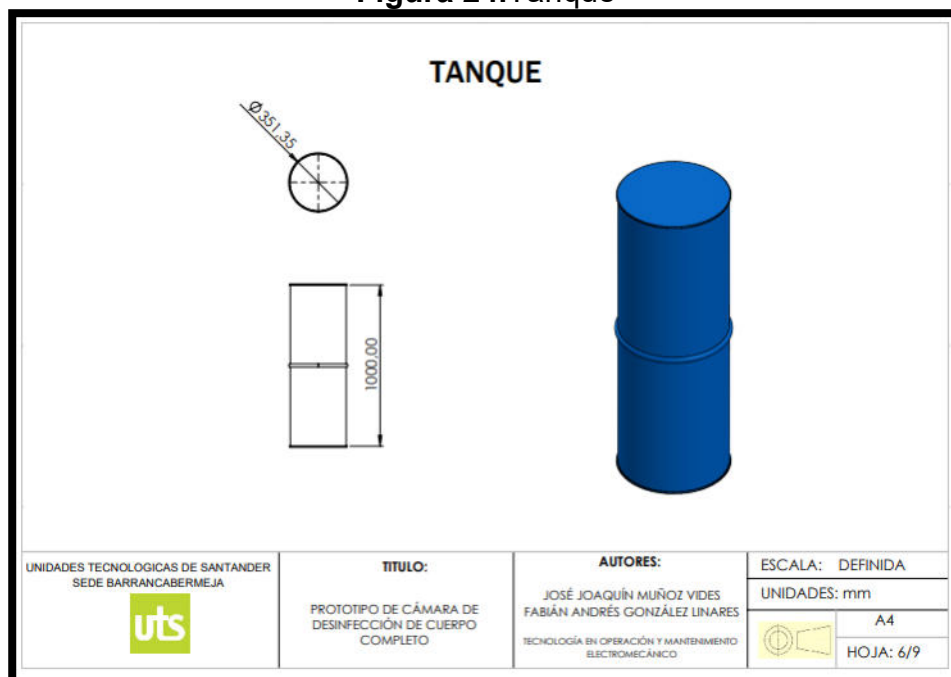 TANQUE
Ø351,35
1000,00
UNIDADES TECNOLOGICAS DE SANTANDER
SEDE BARRANCABERMEJA
uts
TITULO:
PROTOTIPO DE CÁMARA DE
DESINFECCIÓN DE CUERPO
COMPLETO
AUTORES:
JOSÉ JOAQUÍN MUÑOZ VIDES
FABIÁN ANDRÉS GONZÁLEZ LINARES
TECNOLOGÍA EN OPERACIÓN Y MANTENIMIENTO
ELECTROMECÁNICO
ESCALA: DEFINIDA
UNIDADES: mm
A4
HOJA: 6/9